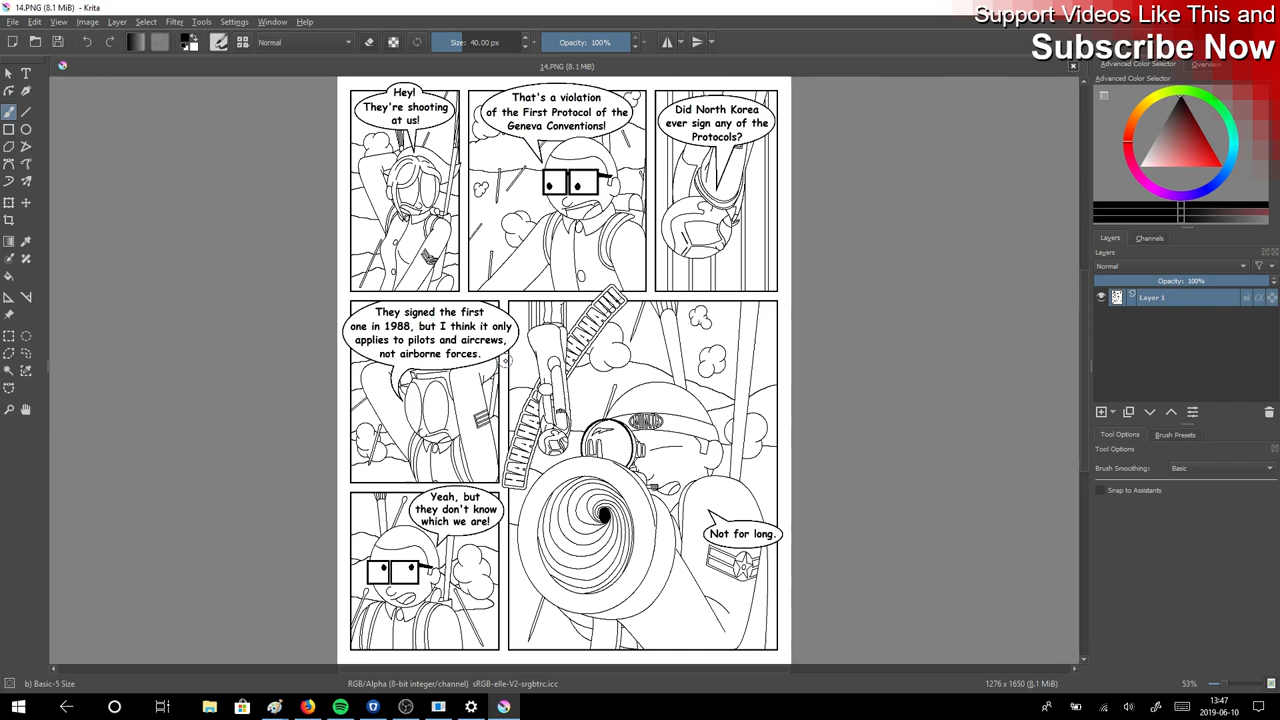 14.PNG (8.1 MiB) - Krita
Support Videos Like This and
Subscribe Now
File Edit View Image Layer Select Filter Tools Settings Window Help
Normal
Size: 40.00 px
Opacity: 100%
14.PNG (8.1 MiB)
Advanced Color Selector
Overview
Advanced Color Selector
Hey!
They're shooting
at us!
That's a violation
of the First Protocol of the
Geneva Conventions!
Did North Korea
ever sign any of the
Protocols?
They signed the first
one in 1988, but I think it only
applies to pilots and aircrews,
not airborne forces.
Yeah, but
they don't know
which we are!
Not for long.
Layers
Channels
Layers
Normal
Opacity: 100%
Layer 1
Tool Options
Brush Presets
Tool Options
Brush Smoothing:
Basic
Snap to Assistants
b) Basic-5 Size
RGB/Alpha (8-bit integer/channel) sRGB-elle-V2-srgbtrc.icc
1276 x 1650 (8.1 MiB)
53%
13:47
2019-06-10